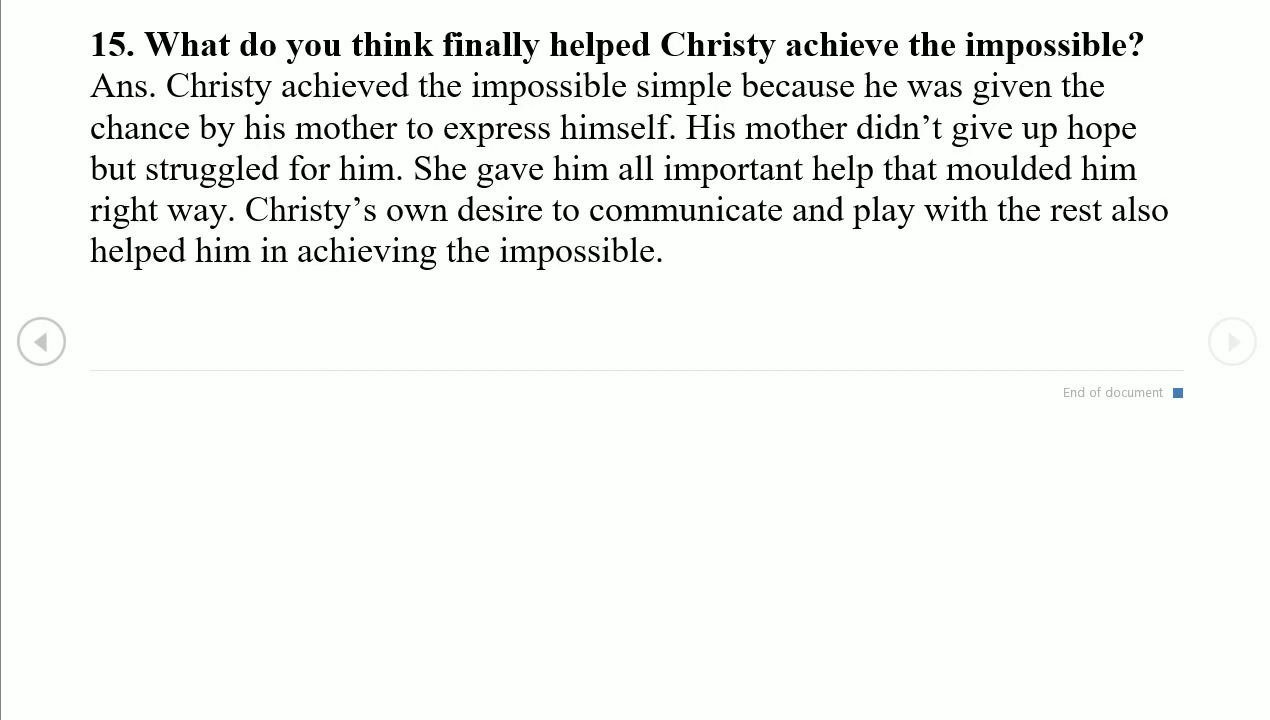 15. What do you think finally helped Christy achieve the impossible?
Ans. Christy achieved the impossible simple because he was given the
chance by his mother to express himself. His mother didn’t give up hope
but struggled for him. She gave him all important help that moulded him
right way. Christy’s own desire to communicate and play with the rest also
helped him in achieving the impossible.
End of document